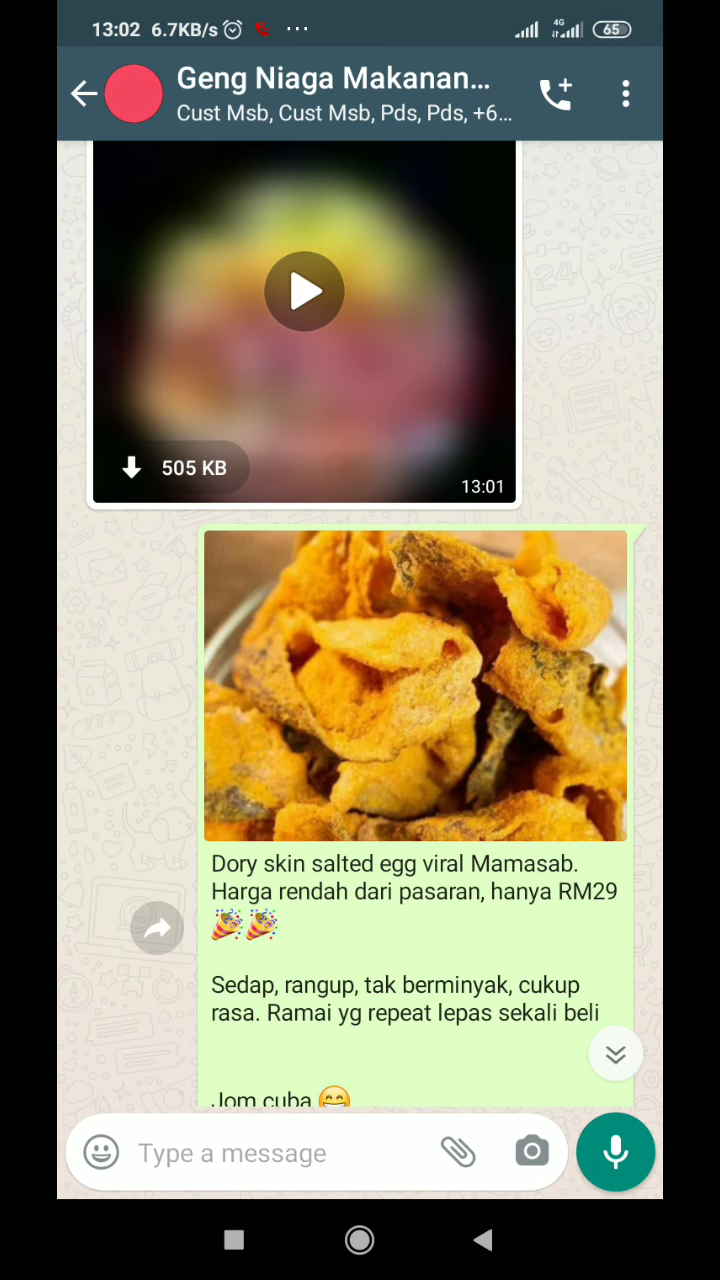 13:02 6.7KB/s ... 4G 65
Geng Niaga Makanan...
Cust Msb, Cust Msb, Pds, Pds, +6...
505 KB
13:01
Dory skin salted egg viral Mamasab.
Harga rendah dari pasaran, hanya RM29
🎉🎉
Sedap, rangup, tak berminyak, cukup
rasa. Ramai yg repeat lepas sekali beli
Jom cuba 😁
Type a message